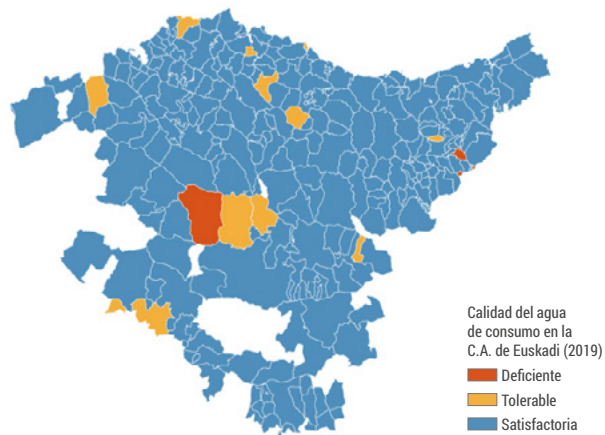 Calidad del agua
de consumo en la
C.A. de Euskadi (2019)
Deficiente
Tolerable
Satisfactoria